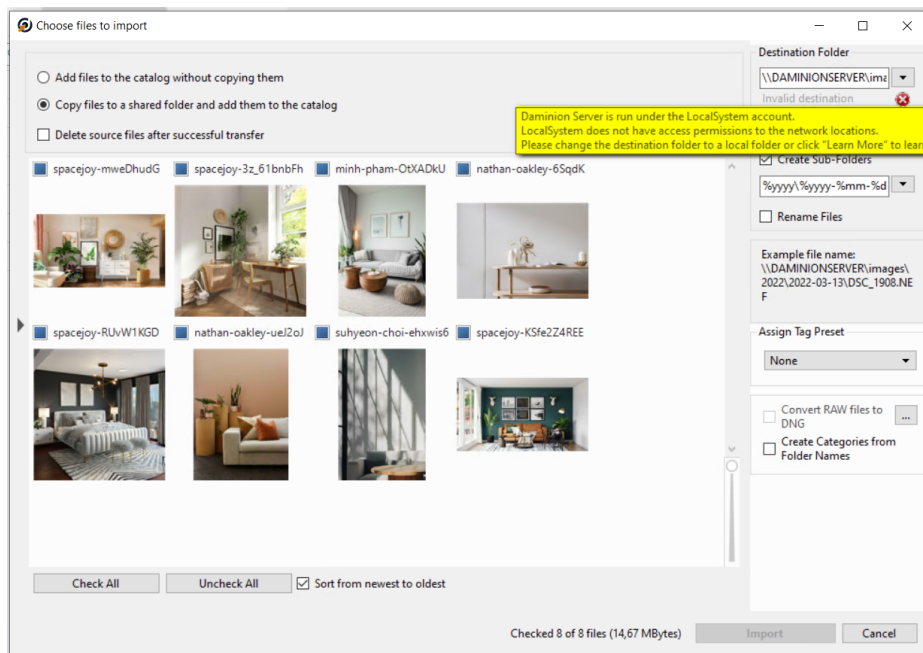 Choose files to import
Add files to the catalog without copying them
Copy files to a shared folder and add them to the catalog
Delete source files after successful transfer
spacejoy-mweDhudG
spacejoy-3z_61bnbFh
minh-pham-OtXADkU
nathan-oakley-6SqdK
spacejoy-RUvW1KGD
nathan-oakley-ueJ2oJ
suhyeon-choi-ehxwis6
spacejoy-KSfe2Z4REE
Check All
Uncheck All
Sort from newest to oldest
Destination Folder
\\DAMINIONSERVER\ima
Invalid destination
Daminion Server is run under the LocalSystem account.
LocalSystem does not have access permissions to the network locations.
Please change the destination folder to a local folder or click "Learn More" to lear
Create Sub-Folders
%yyyy\%yyyy-%mm-%d
Rename Files
Example file name:
\\DAMINIONSERVER\images\
2022\2022-03-13\DSC_1908.NE
F
Assign Tag Preset
None
Convert RAW files to
DNG
...
Create Categories from
Folder Names
Checked 8 of 8 files (14,67 MBytes)
Import
Cancel